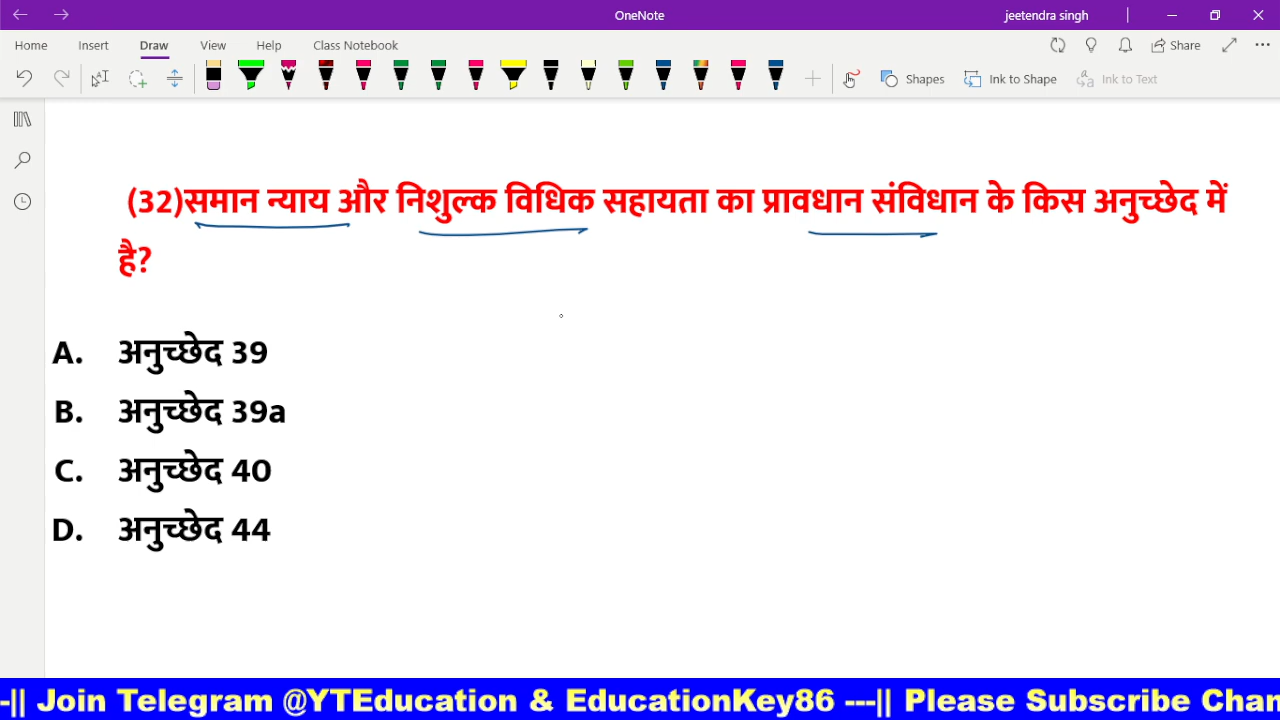 OneNote
jeetendra singh
Home Insert Draw View Help Class Notebook
Share
Shapes Ink to Shape Ink to Text
(32)समान न्याय और निशुल्क विधिक सहायता का प्रावधान संविधान के किस अनुच्छेद में
है?
A. अनुच्छेद 39
B. अनुच्छेद 39a
C. अनुच्छेद 40
D. अनुच्छेद 44
-|| Join Telegram @YTEducation & EducationKey86 ---|| Please Subscribe Chan